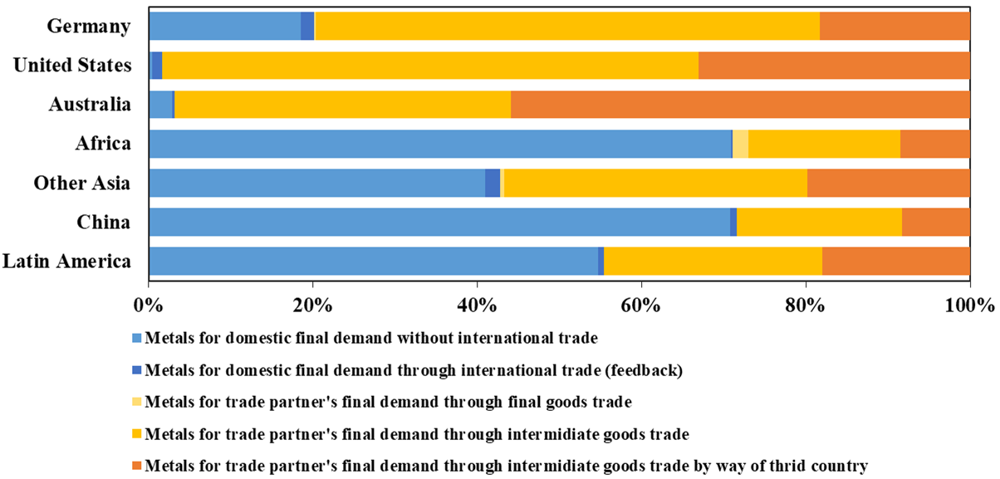 Germany
United States
Australia
Africa
Other Asia
China
Latin America
0% 20% 40% 60% 80% 100%
Metals for domestic final demand without international trade
Metals for domestic final demand through international trade (feedback)
Metals for trade partner's final demand through final goods trade
Metals for trade partner's final demand through intermidiate goods trade
Metals for trade partner's final demand through intermidiate goods trade by way of thrid country